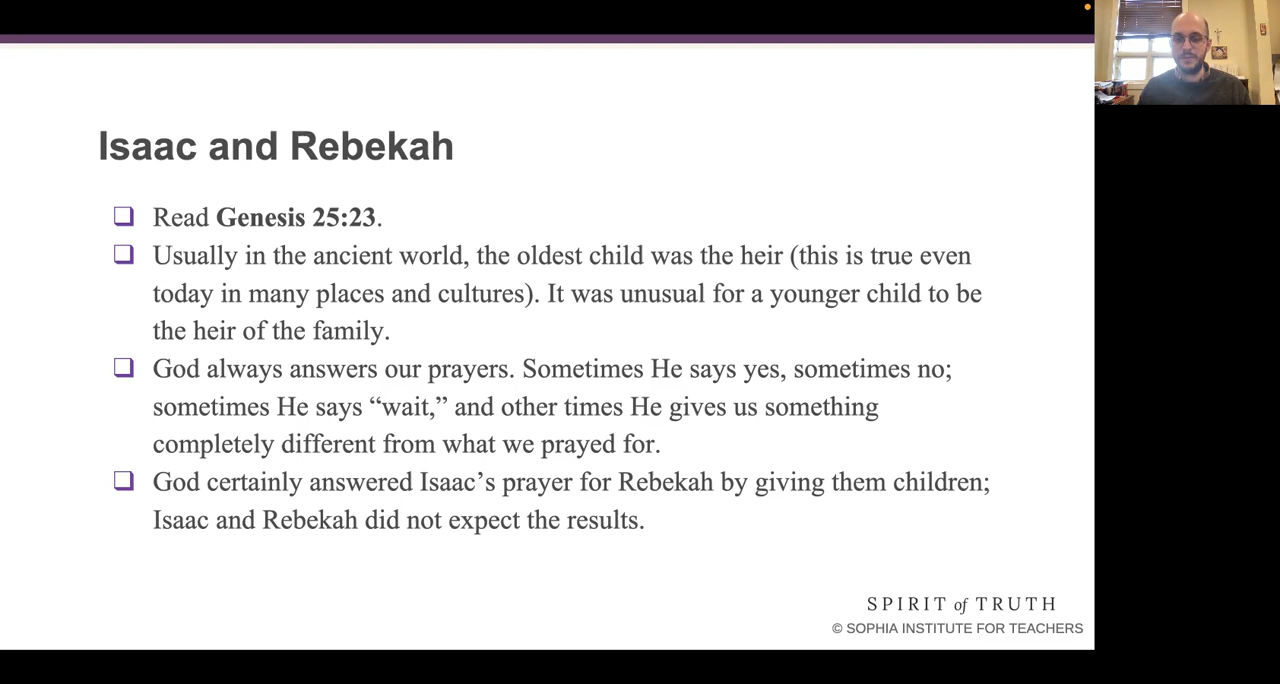 Isaac and Rebekah
❑ Read Genesis 25:23.
❑ Usually in the ancient world, the oldest child was the heir (this is true even
today in many places and cultures). It was unusual for a younger child to be
the heir of the family.
❑ God always answers our prayers. Sometimes He says yes, sometimes no;
sometimes He says “wait,” and other times He gives us something
completely different from what we prayed for.
❑ God certainly answered Isaac’s prayer for Rebekah by giving them children;
Isaac and Rebekah did not expect the results.
SPIRIT of TRUTH
© SOPHIA INSTITUTE FOR TEACHERS